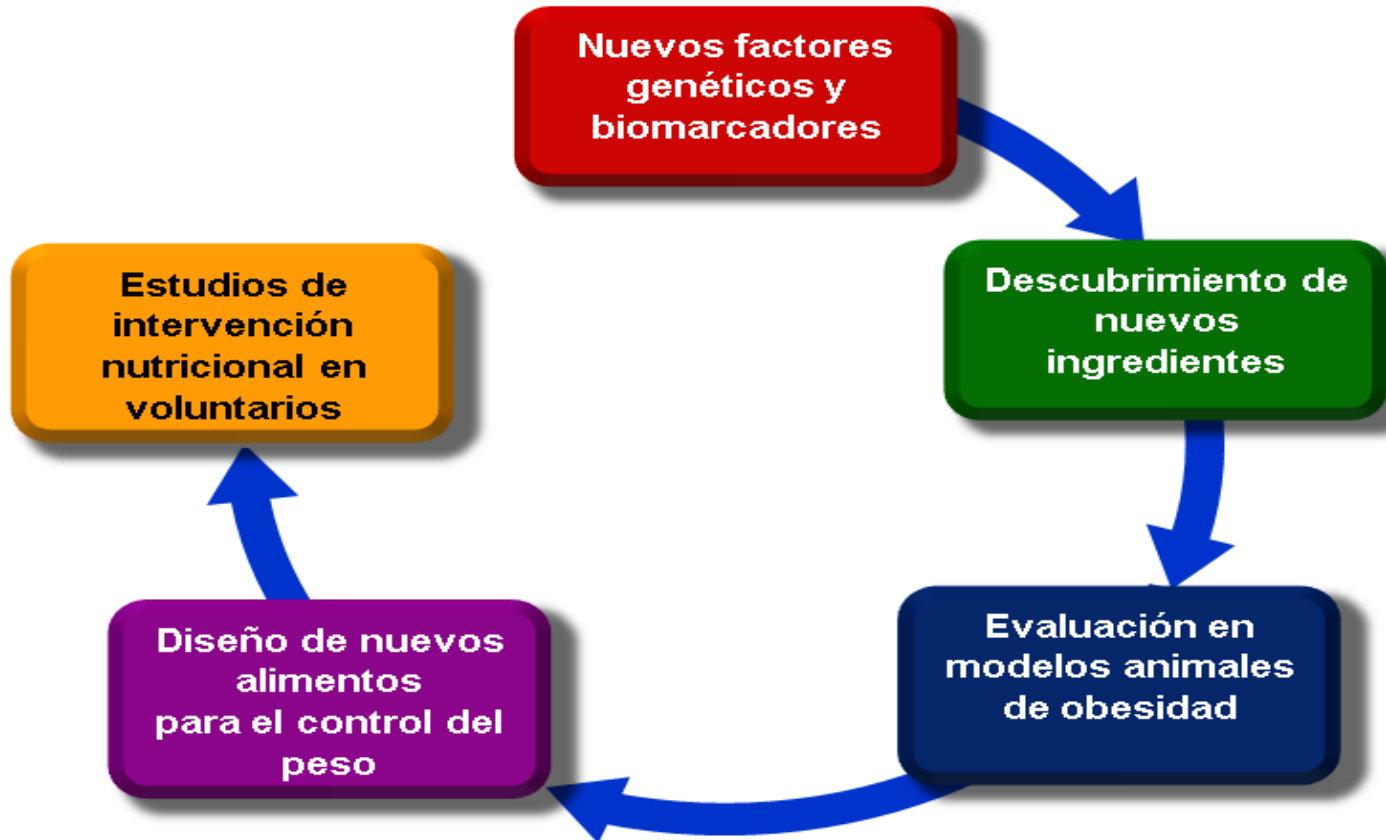 Nuevos factores
genéticos y
biomarcadores
Descubrimiento de
nuevos
ingredientes
Evaluación en
modelos animales
de obesidad
Diseño de nuevos
alimentos
para el control del
peso
Estudios de
intervención
nutricional en
voluntarios